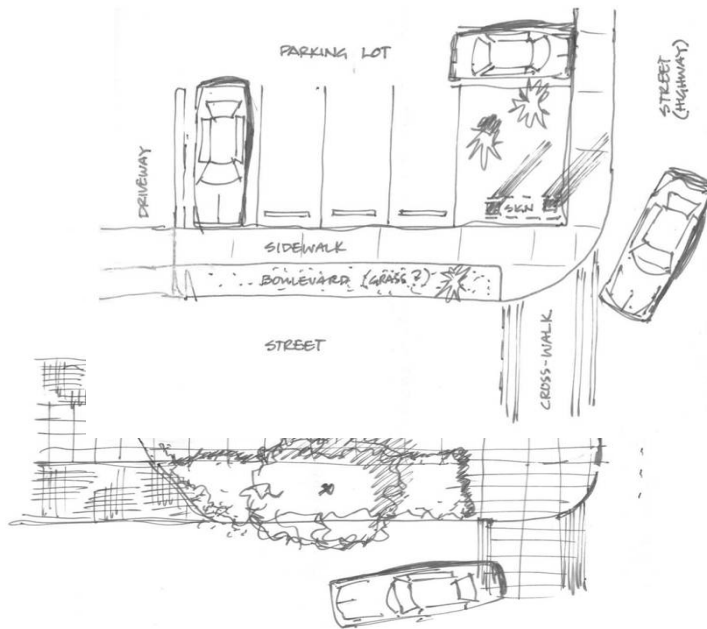 PARKING LOT
STREET
(HIGHWAY)
DRIVEWAY
SIGN
SIDEWALK
BOULEVARD (GRASS?)
STREET
CROSS-WALK